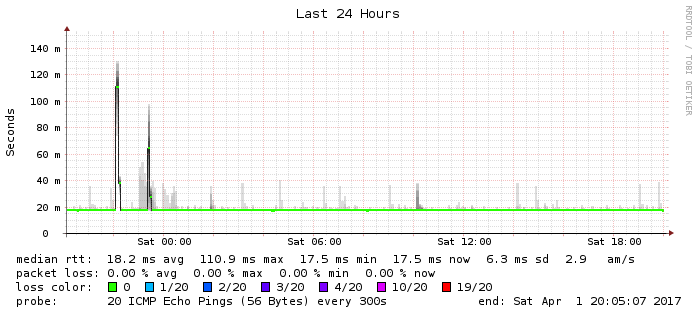 Last 24 Hours
RRDTOOL / TOBI OETIKER
Seconds
140 m
120 m
100 m
80 m
60 m
40 m
20 m
0
Sat 00:00 Sat 06:00 Sat 12:00 Sat 18:00
median rtt: 18.2 ms avg 110.9 ms max 17.5 ms min 17.5 ms now 6.3 ms sd 2.9 am/s
packet loss: 0.00 % avg 0.00 % max 0.00 % min 0.00 % now
loss color: 0 1/20 2/20 3/20 4/20 10/20 19/20
probe: 20 ICMP Echo Pings (56 Bytes) every 300s end: Sat Apr 1 20:05:07 2017